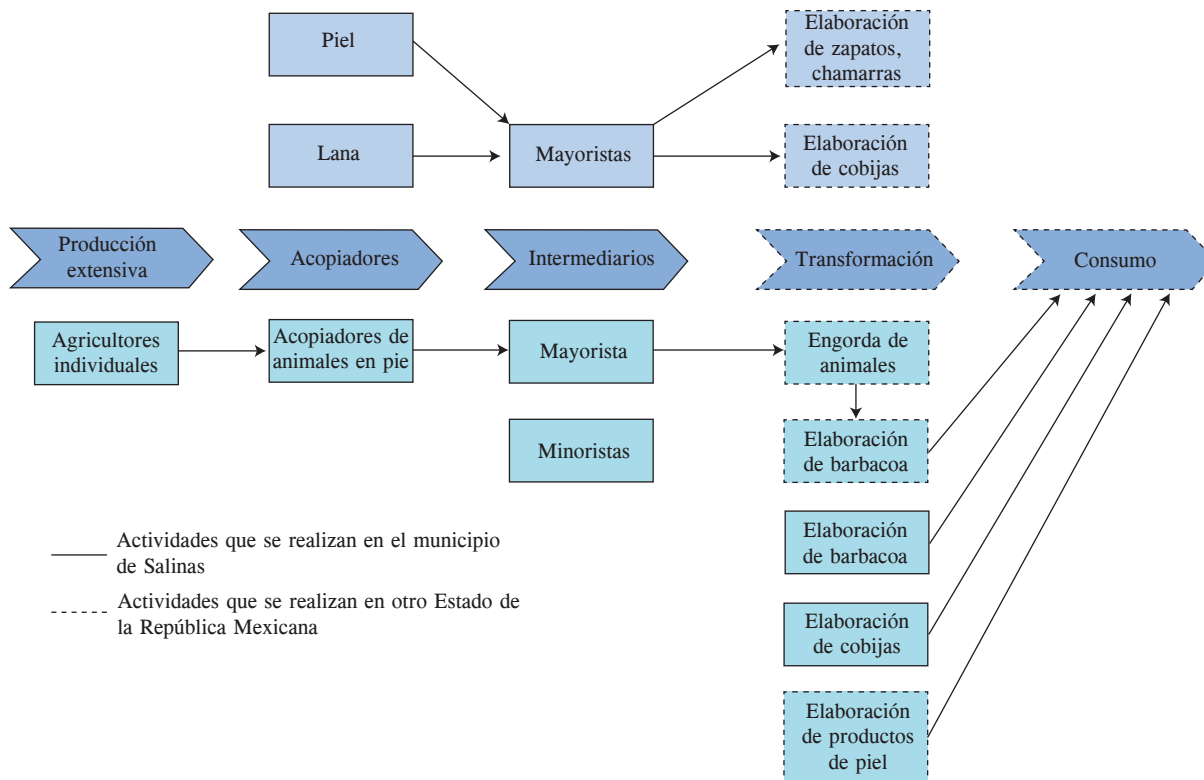 Piel
Elaboración
de zapatos,
chamarras
Lana
Mayoristas
Elaboración
de cobijas
Producción
extensiva
Acopiadores
Intermediarios
Transformación
Consumo
Agricultores
individuales
Acopiadores de
animales en pie
Mayorista
Engorda de
animales
Minoristas
Elaboración
de barbacoa
Elaboración
de barbacoa
Elaboración
de cobijas
Elaboración
de productos
de piel
Actividades que se realizan en el municipio
de Salinas
Actividades que se realizan en otro Estado de
la República Mexicana